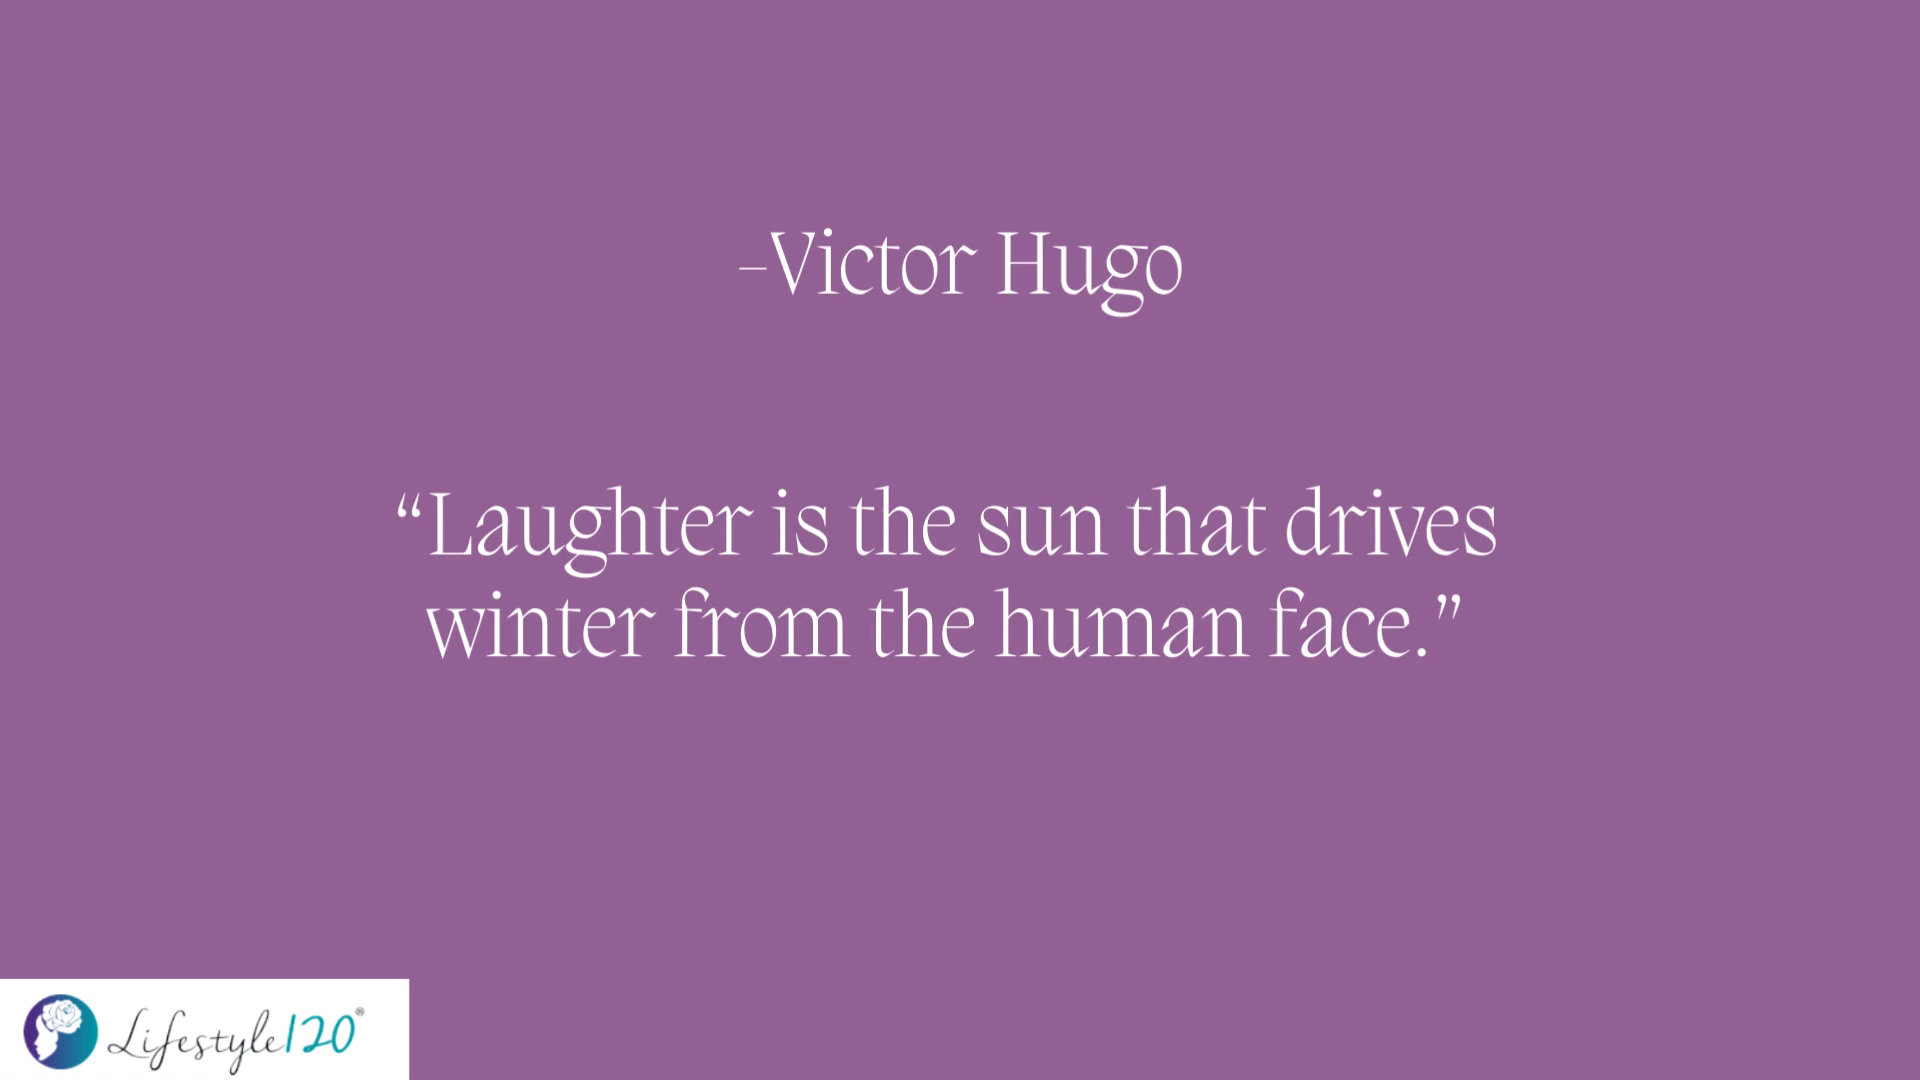 –Victor Hugo
“Laughter is the sun that drives
winter from the human face.”
Lifestyle120®